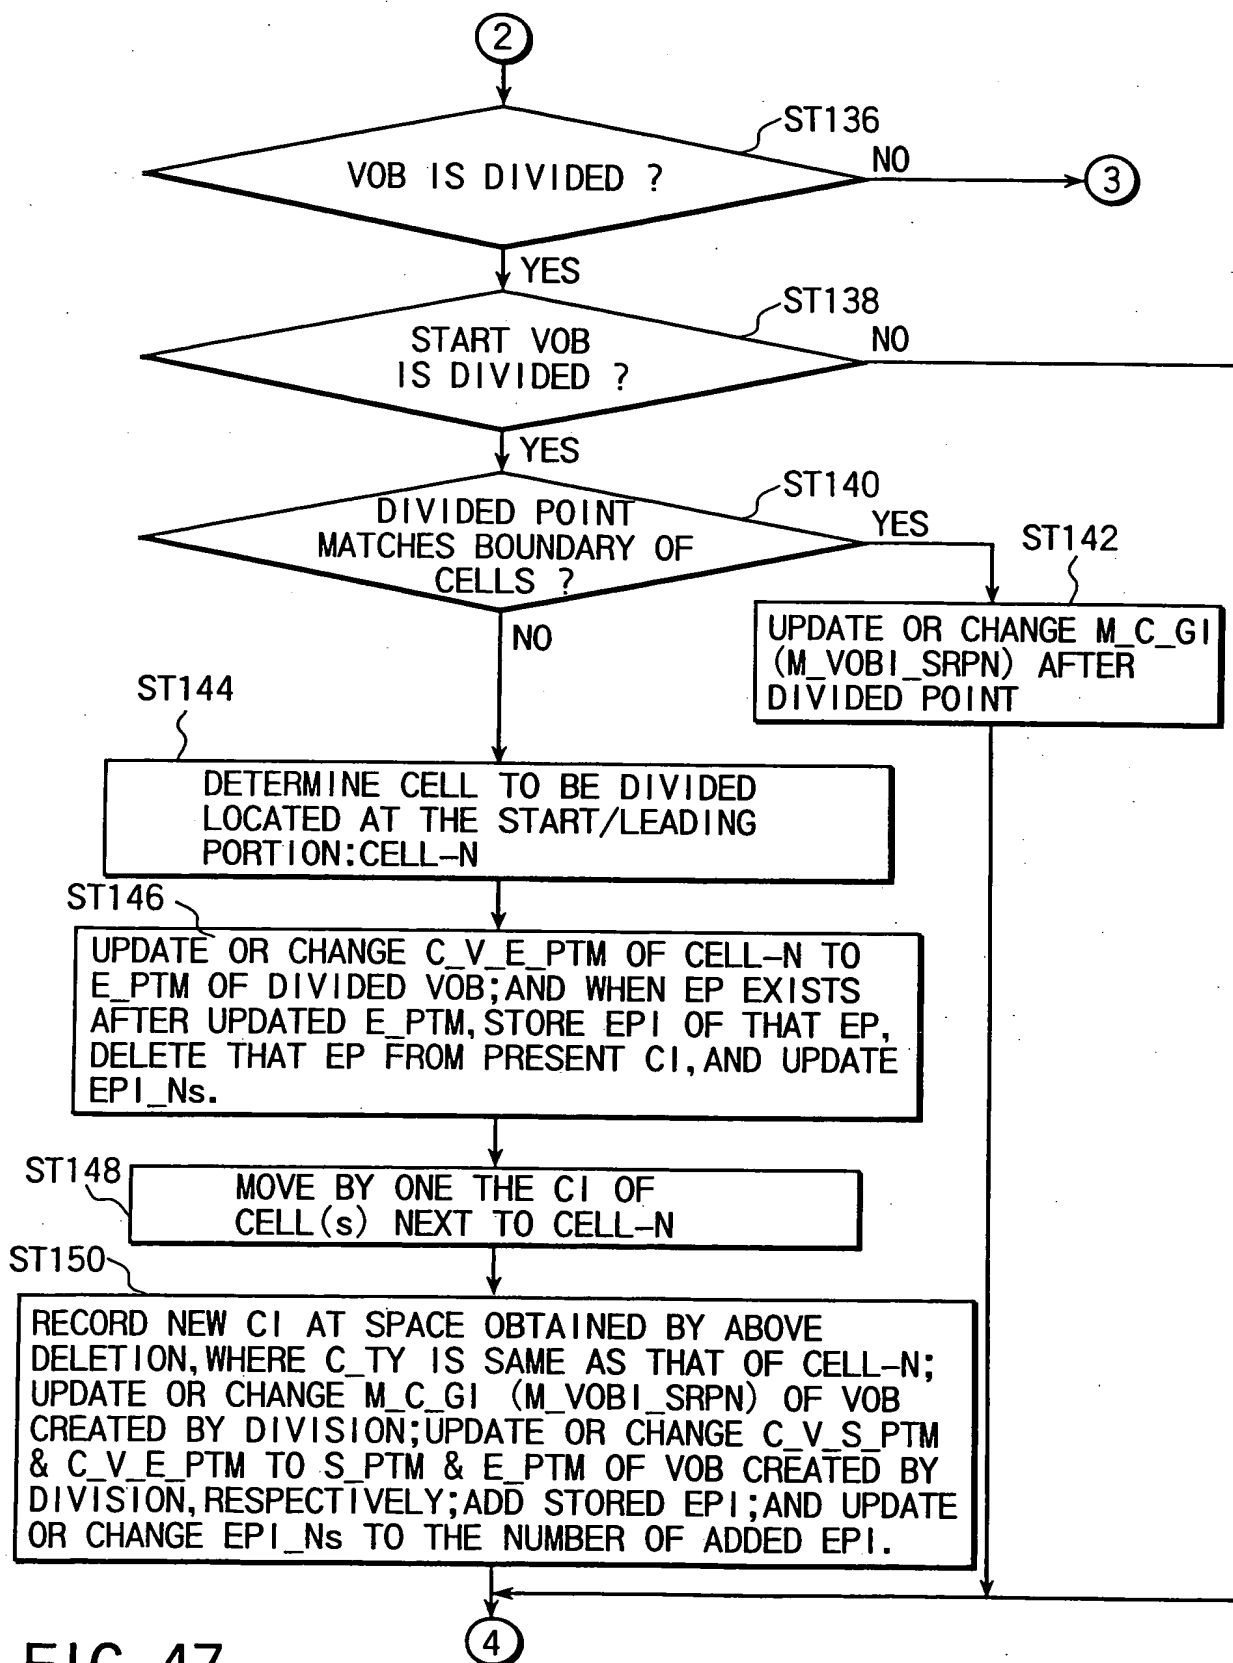 2
ST136
VOB IS DIVIDED ?
NO
3
YES
ST138
START VOB
IS DIVIDED ?
NO
YES
ST140
DIVIDED POINT
MATCHES BOUNDARY OF
CELLS ?
YES
ST142
NO
UPDATE OR CHANGE M_C_GI
(M_VOBI_SRPN) AFTER
DIVIDED POINT
ST144
DETERMINE CELL TO BE DIVIDED
LOCATED AT THE START/LEADING
PORTION:CELL-N
ST146
UPDATE OR CHANGE C_V_E_PTM OF CELL-N TO
E_PTM OF DIVIDED VOB;AND WHEN EP EXISTS
AFTER UPDATED E_PTM,STORE EPI OF THAT EP,
DELETE THAT EP FROM PRESENT CI,AND UPDATE
EPI_Ns.
ST148
MOVE BY ONE THE CI OF
CELL(s) NEXT TO CELL-N
ST150
RECORD NEW CI AT SPACE OBTAINED BY ABOVE
DELETION,WHERE C_TY IS SAME AS THAT OF CELL-N;
UPDATE OR CHANGE M_C_GI (M_VOBI_SRPN) OF VOB
CREATED BY DIVISION;UPDATE OR CHANGE C_V_S_PTM
& C_V_E_PTM TO S_PTM & E_PTM OF VOB CREATED BY
DIVISION,RESPECTIVELY;ADD STORED EPI;AND UPDATE
OR CHANGE EPI_Ns TO THE NUMBER OF ADDED EPI.
4
FIG. 47